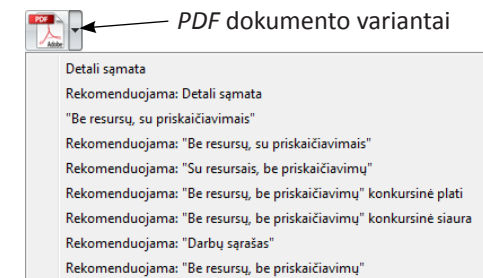 PDF
Adobe
PDF dokumento variantai
Detali sąmata
Rekomenduojama: Detali sąmata
"Be resursų, su priskaičiavimais"
Rekomenduojama: "Be resursų, su priskaičiavimais"
Rekomenduojama: "Su resursais, be priskaičiavimų"
Rekomenduojama: "Be resursų, be priskaičiavimų" konkursinė plati
Rekomenduojama: "Be resursų, be priskaičiavimų" konkursinė siaura
Rekomenduojama: "Darbų sąrašas"
Rekomenduojama: "Be resursų, be priskaičiavimų"